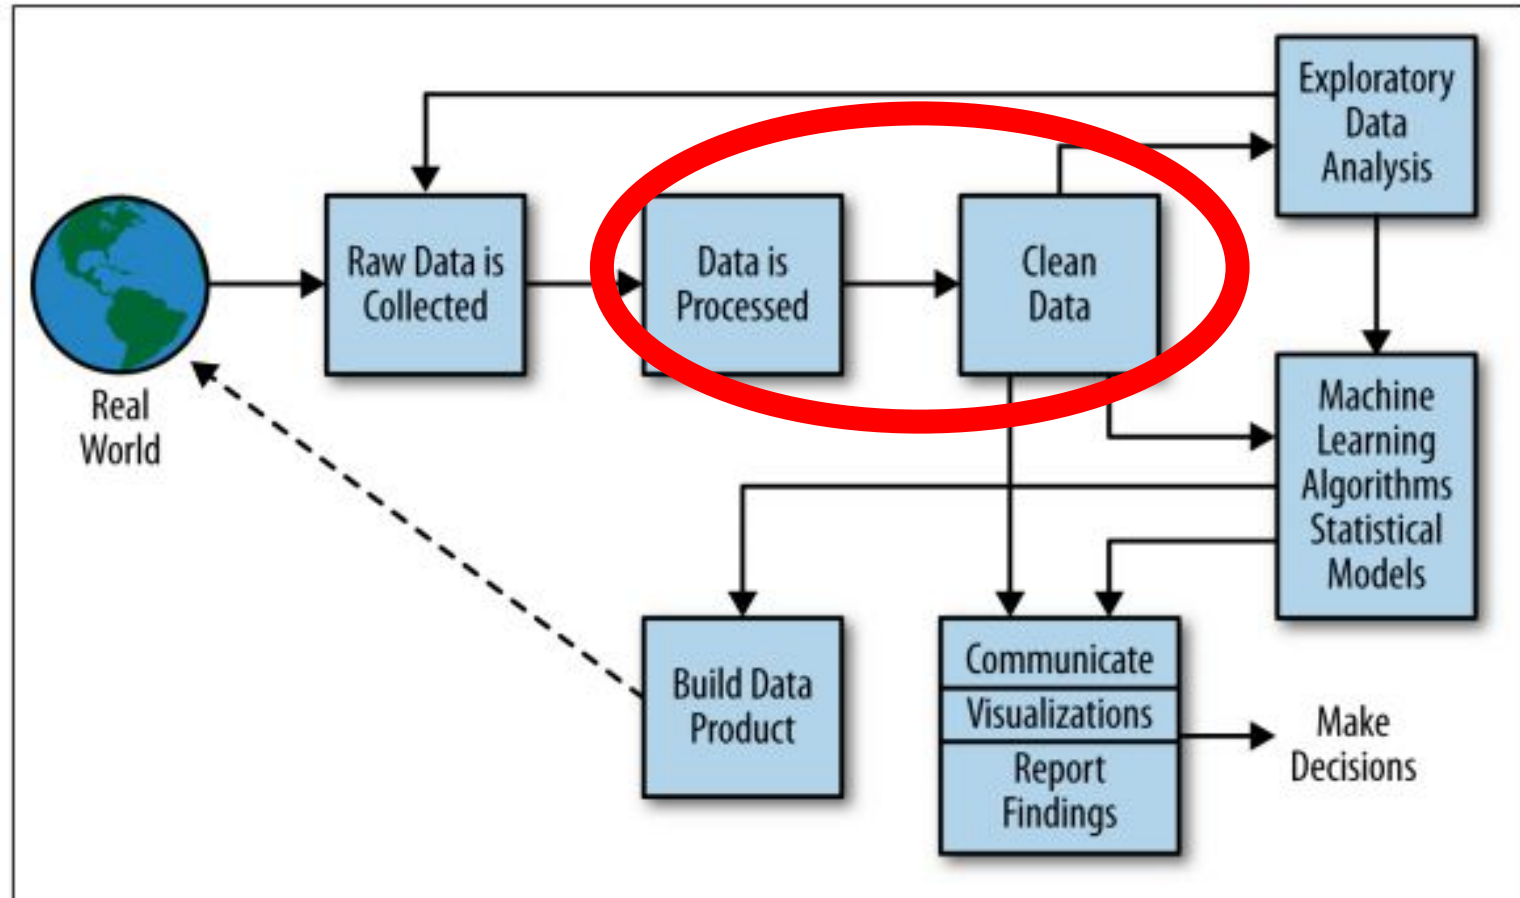 Exploratory
Data
Analysis
Raw Data is
Collected
Data is
Processed
Clean
Data
Real
World
Machine
Learning
Algorithms
Statistical
Models
Build Data
Product
Communicate
Visualizations
Report
Findings
Make
Decisions